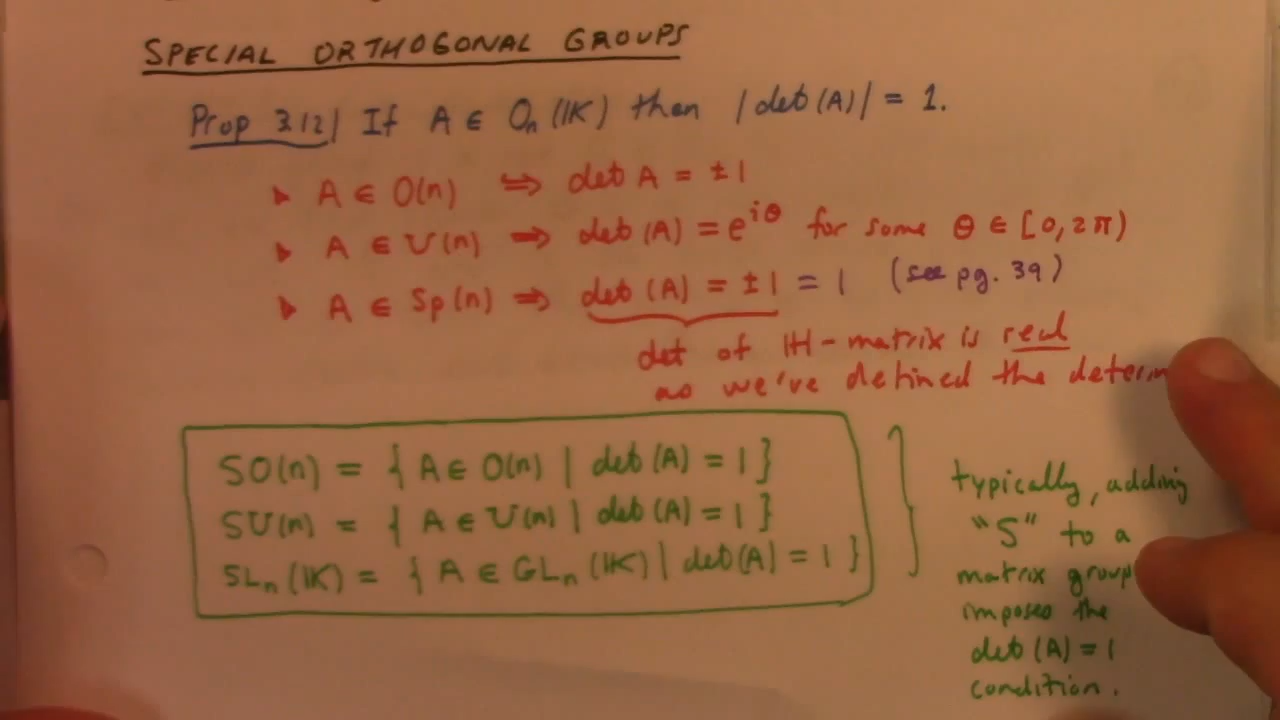 SPECIAL ORTHOGONAL GROUPS
Prop 3.12| If A ∈ Oₙ(𝕂) then |det(A)| = 1.
▸ A ∈ O(n) ⇔ det A = ±1
▸ A ∈ U(n) ⇒ det(A) = e^{iθ} for some θ ∈ [0, 2π)
▸ A ∈ Sp(n) ⇒ det(A) = ±1 = 1 (see pg. 39)
det of ℍ-matrix is real
as we've defined the determ
SO(n) = { A ∈ O(n) | det(A) = 1 }
SU(n) = { A ∈ U(n) | det(A) = 1 }
SLₙ(𝕂) = { A ∈ GLₙ(𝕂) | det(A) = 1 }
typically, adding
"S" to a
matrix group
imposes the
det(A) = 1
condition.